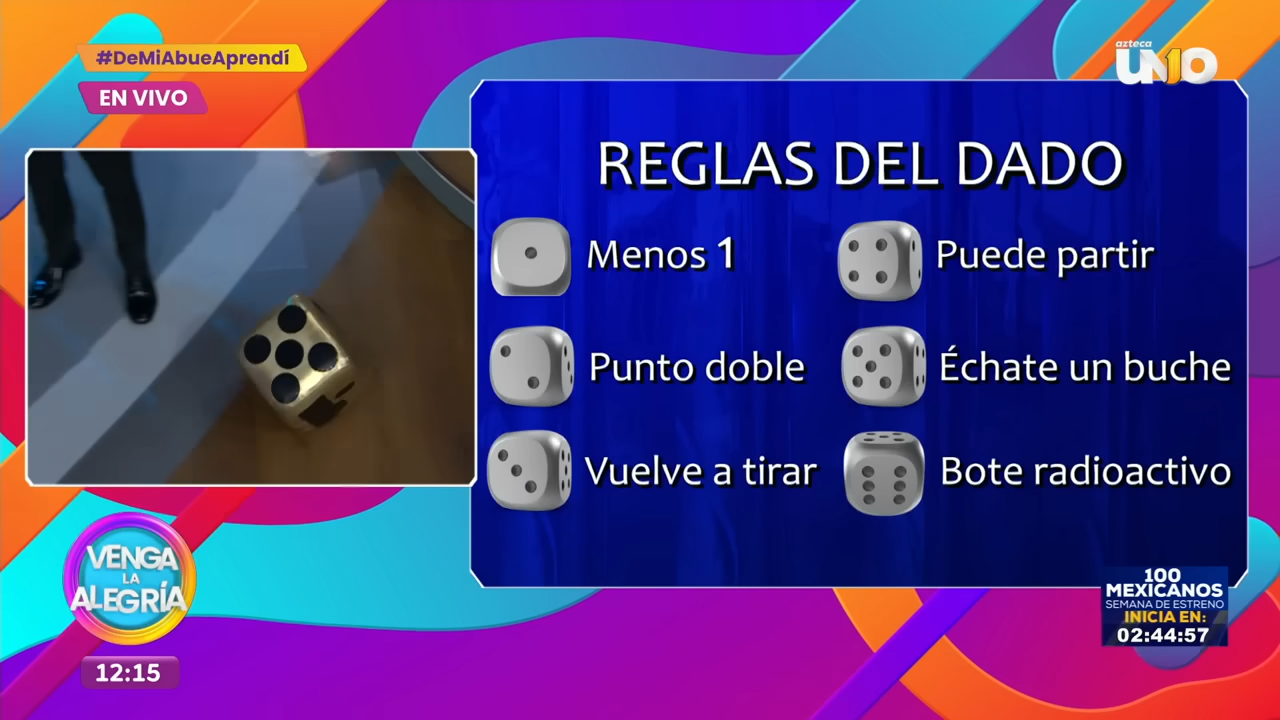 #DeMiAbueAprendí
EN VIVO
azteca
UNO
REGLAS DEL DADO
Menos 1
Puede partir
Punto doble
Échate un buche
Vuelve a tirar
Bote radioactivo
VENGA
LA
ALEGRÍA
12:15
100
MEXICANOS
SEMANA DE ESTRENO
INICIA EN:
02:44:57